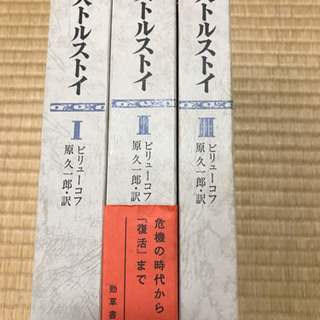 ストルストイ
I
ビリューコフ
原久一郎・訳
ストルストイ
II
ビリューコフ
原久一郎・訳
危機の時代から
『復活』まで
勁草書
ストルストイ
III
ビリューコフ
原久一郎・訳